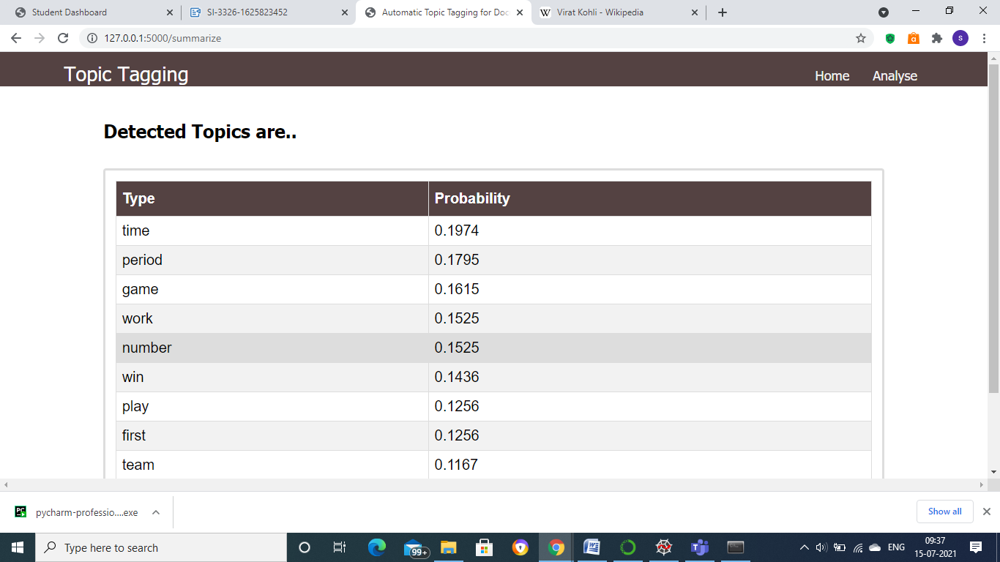 Student Dashboard
SI-3326-1625823452
Automatic Topic Tagging for Doc
W Virat Kohli - Wikipedia
127.0.0.1:5000/summarize
a
s
Topic Tagging
Home Analyse
Detected Topics are..
Type Probability
time 0.1974
period 0.1795
game 0.1615
work 0.1525
number 0.1525
win 0.1436
play 0.1256
first 0.1256
team 0.1167
PC pycharm-professio....exe
Show all
Type here to search
99+
ENG
09:37
15-07-2021